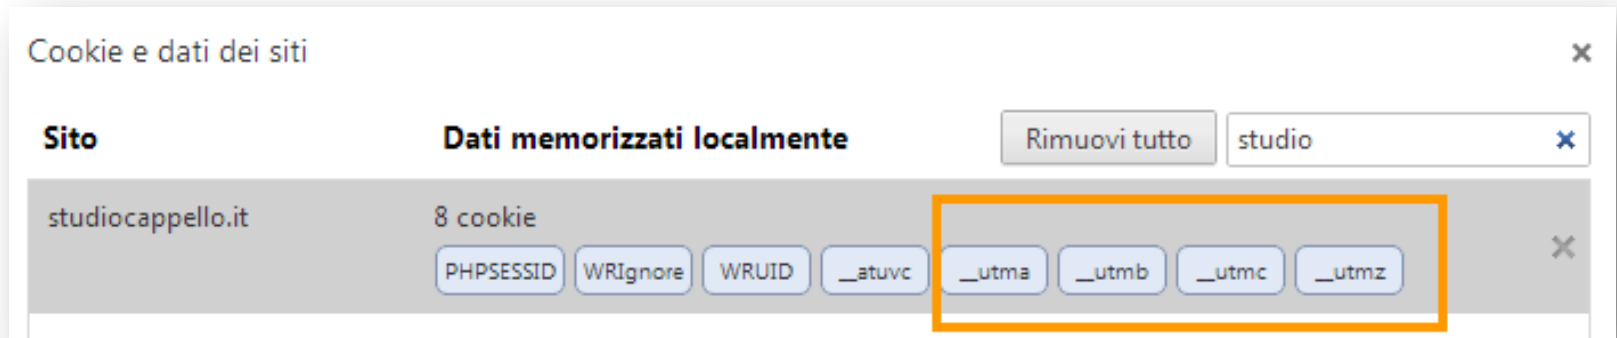 Cookie e dati dei siti ×
Sito Dati memorizzati localmente Rimuovi tutto studio ×
studiocappello.it 8 cookie ×
PHPSESSID WRIgnore WRUID __atuvc __utma __utmb __utmc __utmz